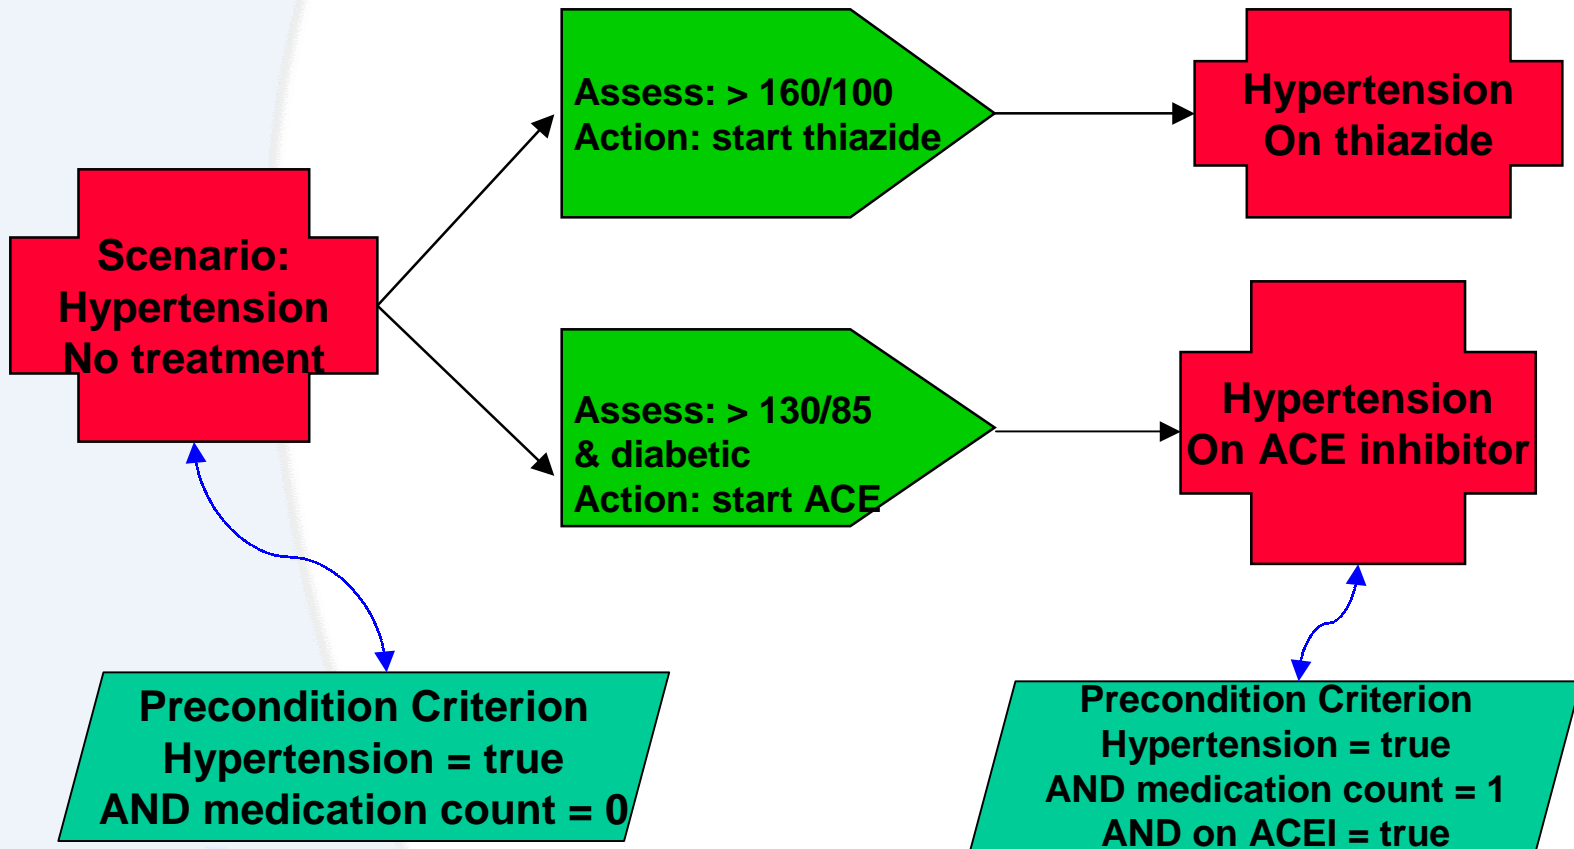 Assess: > 160/100
Action: start thiazide
Hypertension
On thiazide
Scenario:
Hypertension
No treatment
Assess: > 130/85
& diabetic
Action: start ACE
Hypertension
On ACE inhibitor
Precondition Criterion
Hypertension = true
AND medication count = 0
Precondition Criterion
Hypertension = true
AND medication count = 1
AND on ACEI = true